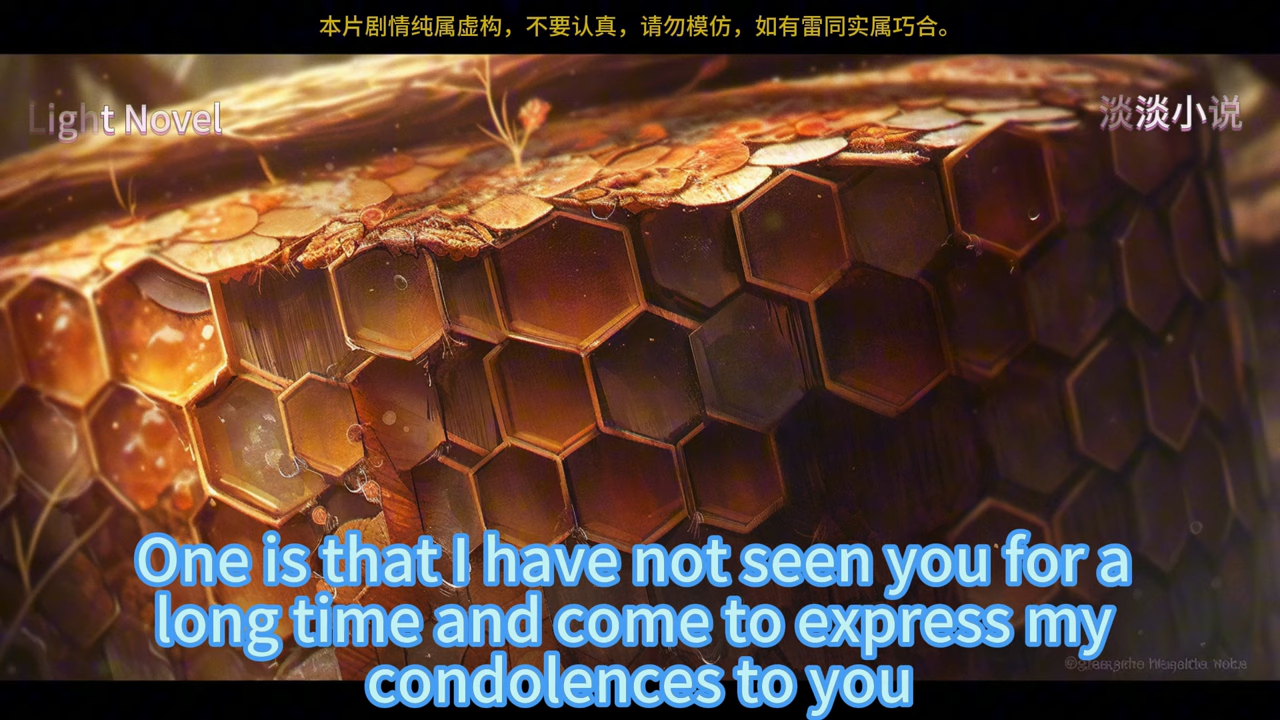 本片剧情纯属虚构，不要认真，请勿模仿，如有雷同实属巧合。
Light Novel
淡淡小说
One is that I have not seen you for a
long time and come to express my
condolences to you